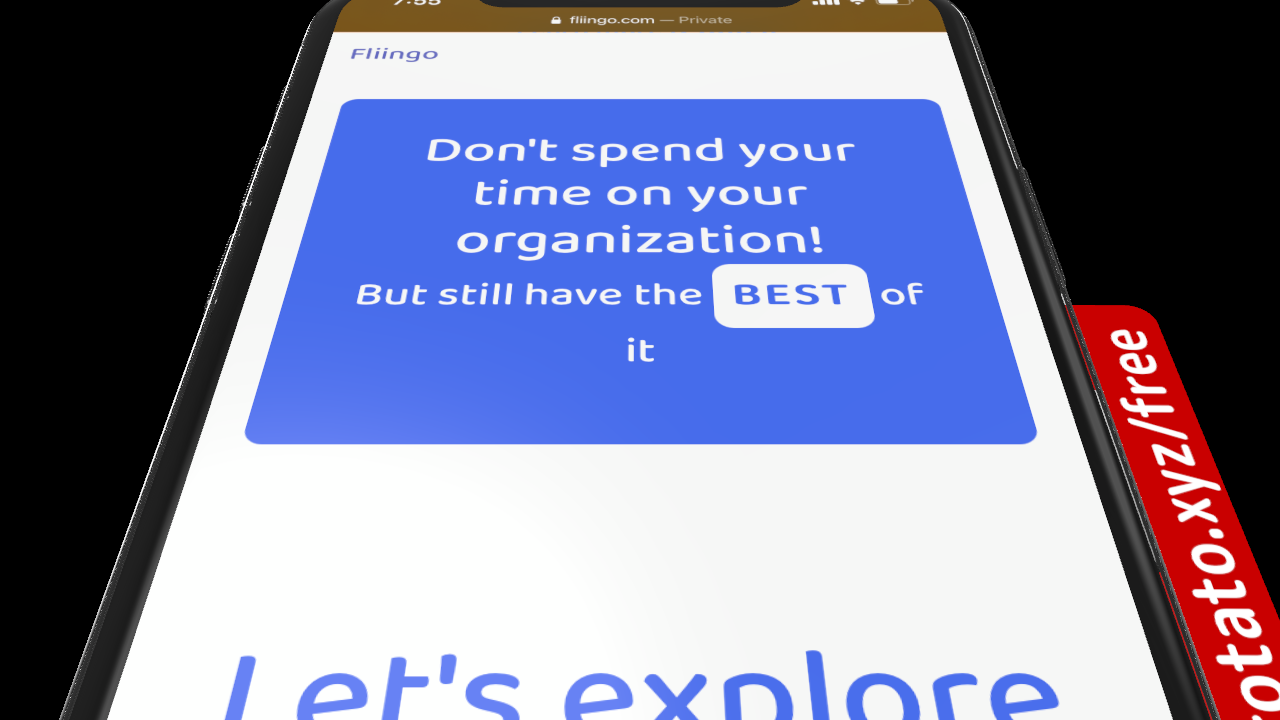 7:55
fliingo.com — Private
Fliingo
Don't spend your
time on your
organization!
But still have the BEST of
it
Let's explore
otato.xyz/free